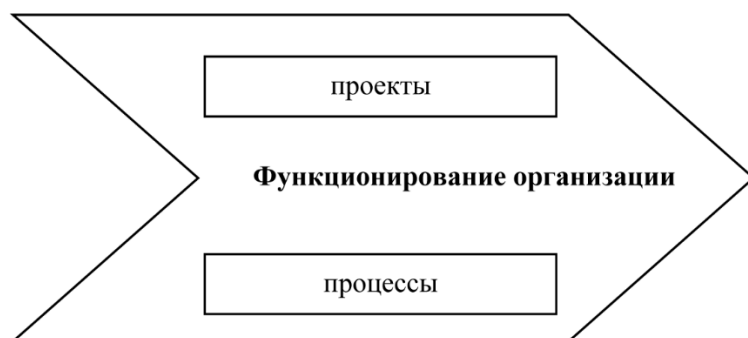 проекты
Функционирование организации
процессы